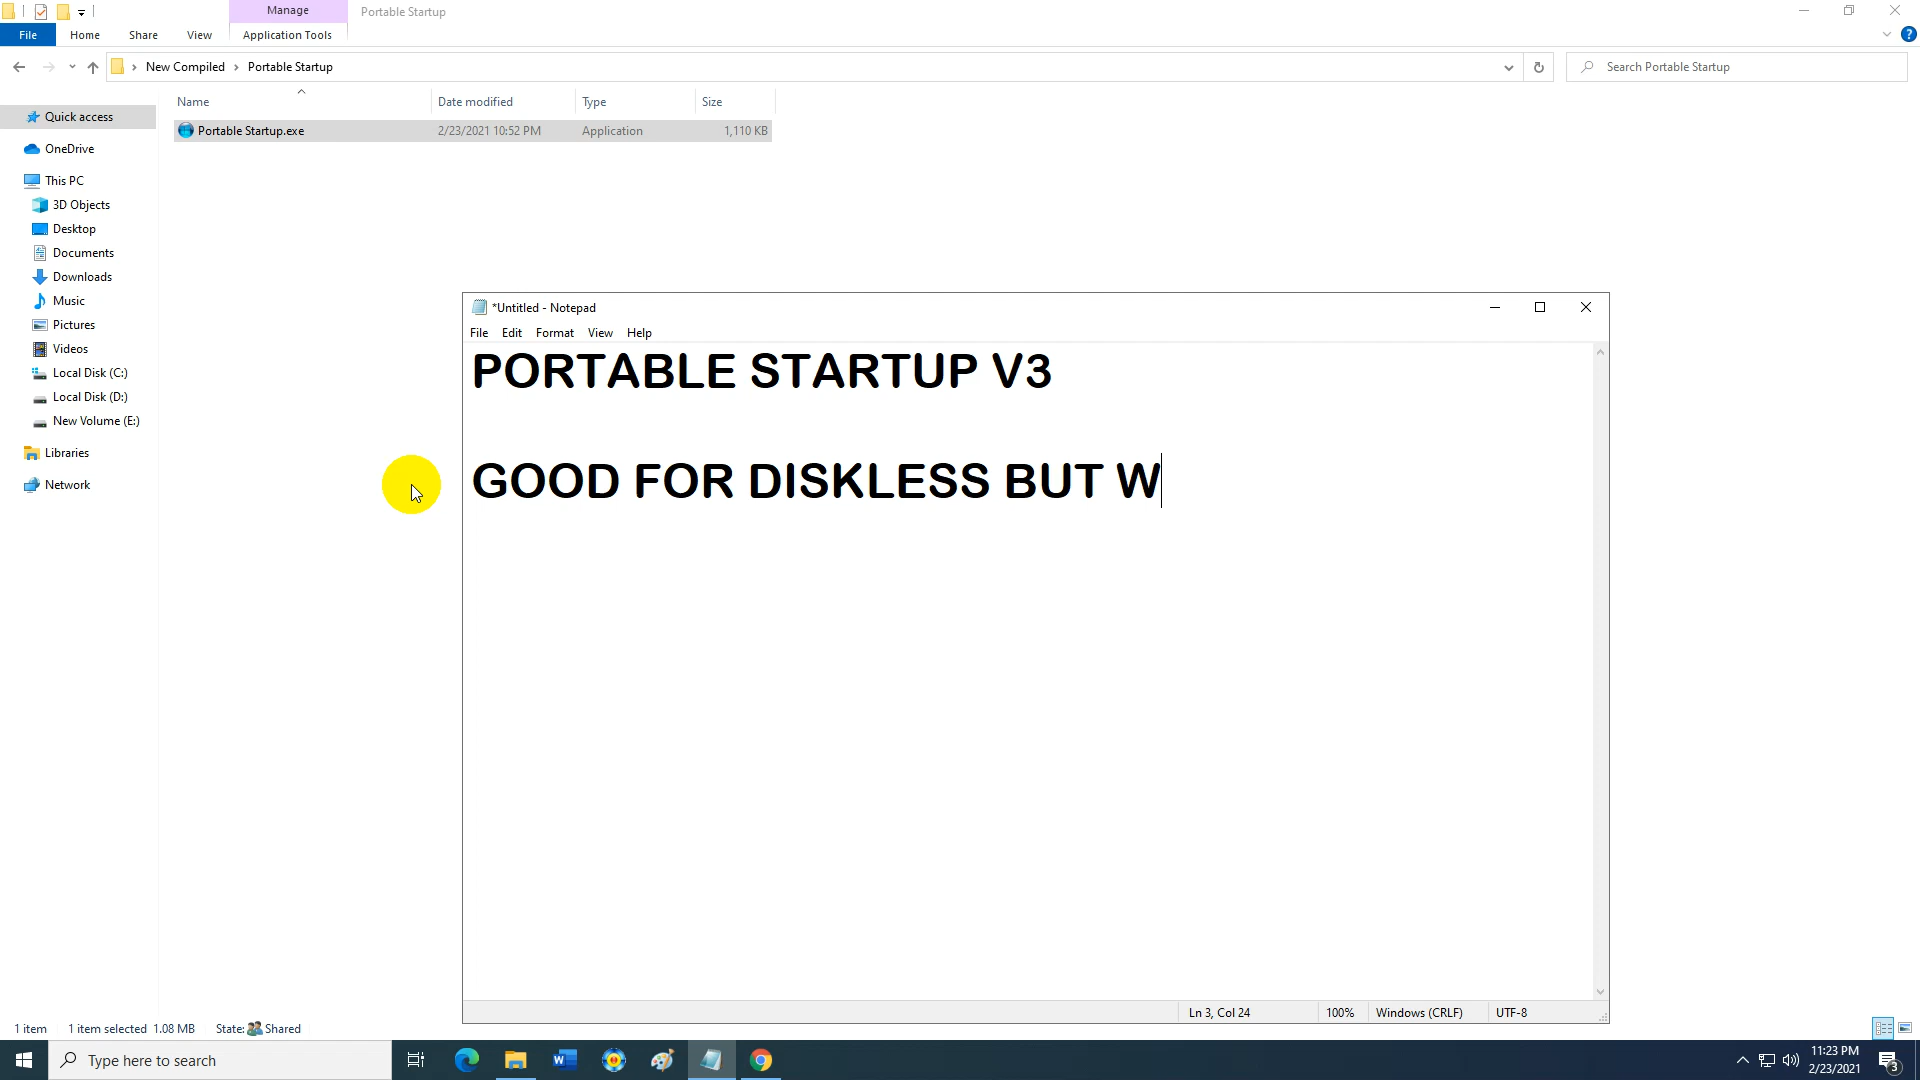 Manage
Portable Startup
File
Home
Share
View
Application Tools
New Compiled
Portable Startup
Search Portable Startup
Name
Date modified
Type
Size
Portable Startup.exe
2/23/2021 10:52 PM
Application
1,110 KB
Quick access
OneDrive
This PC
3D Objects
Desktop
Documents
Downloads
Music
Pictures
Videos
Local Disk (C:)
Local Disk (D:)
New Volume (E:)
Libraries
Network
*Untitled - Notepad
File Edit Format View Help
PORTABLE STARTUP V3
GOOD FOR DISKLESS BUT W
Ln 3, Col 24
100%
Windows (CRLF)
UTF-8
1 item
1 item selected 1.08 MB
State: Shared
Type here to search
11:23 PM
2/23/2021
3